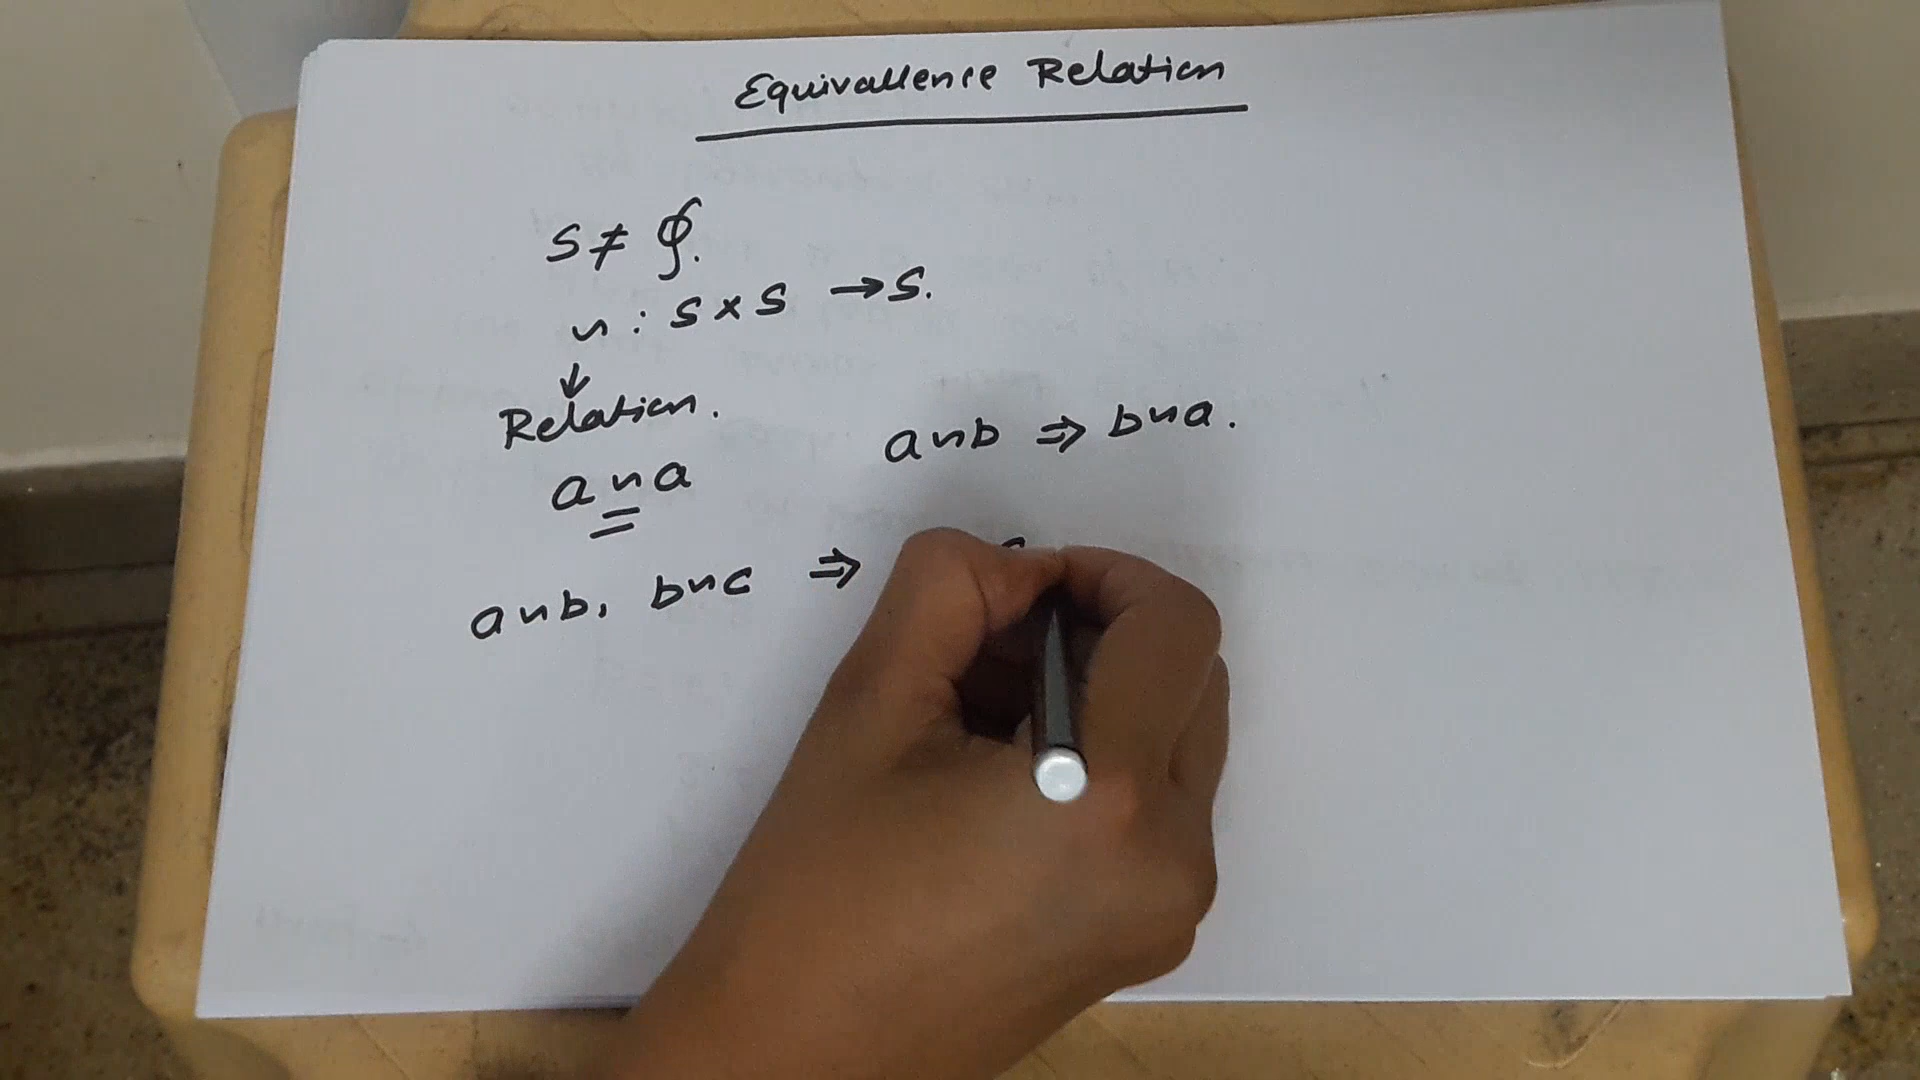 Equivallence Relation
S ≠ ϕ.
~ : S × S → S.
↓
Relation.
a ~ a
a ~ b ⇒ b ~ a.
a ~ b, b ~ c ⇒